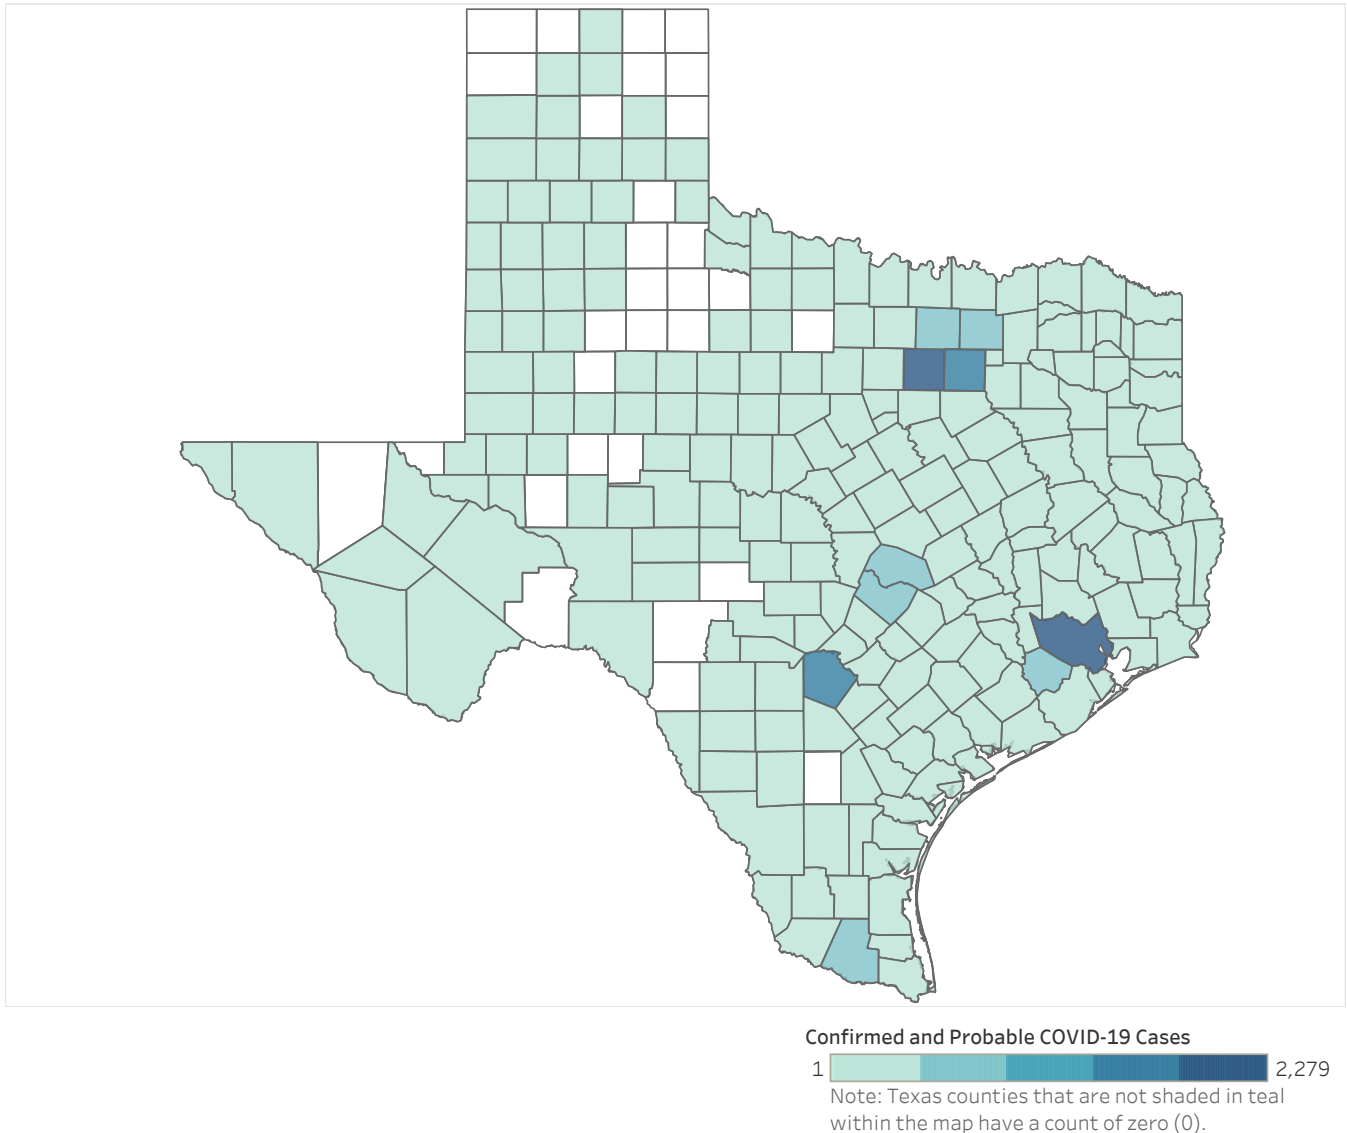 Confirmed and Probable COVID-19 Cases
1 2,279
Note: Texas counties that are not shaded in teal
within the map have a count of zero (0).